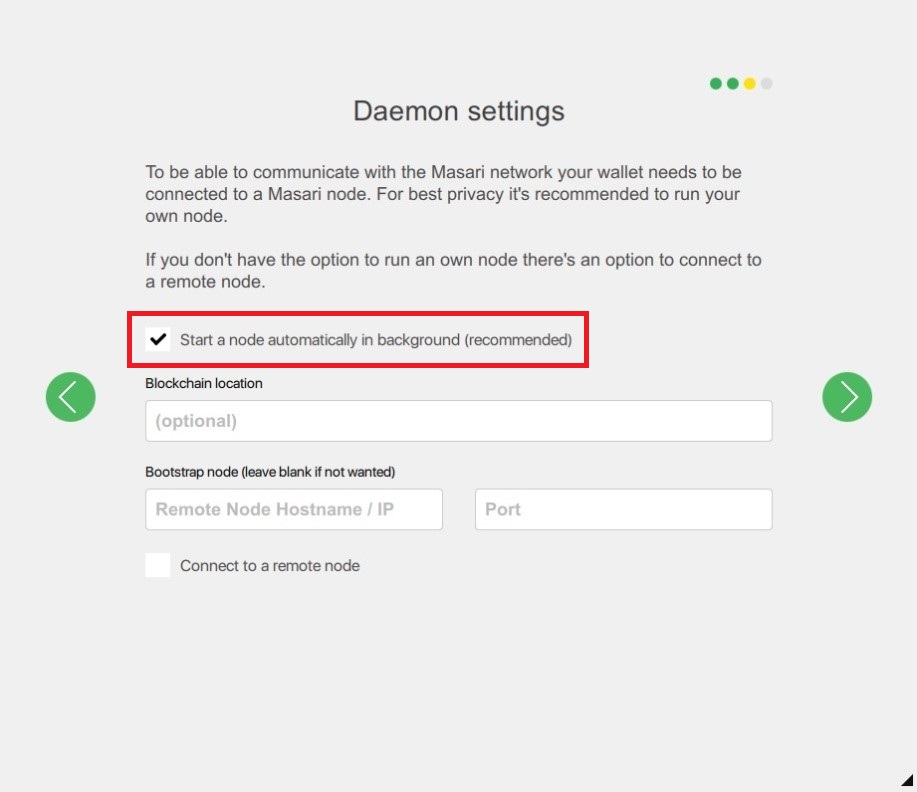 Daemon settings
To be able to communicate with the Masari network your wallet needs to be
connected to a Masari node. For best privacy it's recommended to run your
own node.
If you don't have the option to run an own node there's an option to connect to
a remote node.
Start a node automatically in background (recommended)
Blockchain location
(optional)
Bootstrap node (leave blank if not wanted)
Remote Node Hostname / IP
Port
Connect to a remote node